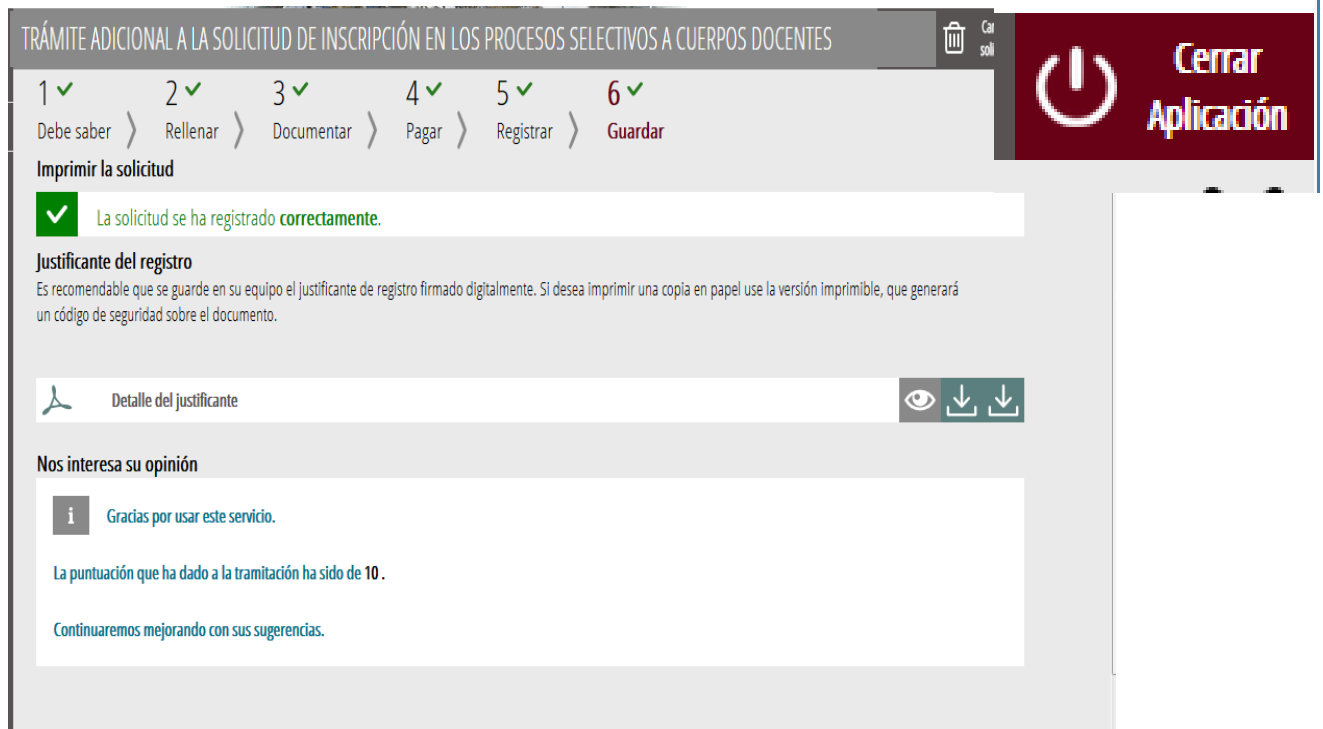 TRÁMITE ADICIONAL A LA SOLICITUD DE INSCRIPCIÓN EN LOS PROCESOS SELECTIVOS A CUERPOS DOCENTES
Cerrar
Aplicación
1 2 3 4 5 6
Debe saber Rellenar Documentar Pagar Registrar Guardar
Imprimir la solicitud
La solicitud se ha registrado correctamente.
Justificante del registro
Es recomendable que se guarde en su equipo el justificante de registro firmado digitalmente. Si desea imprimir una copia en papel use la versión imprimible, que generará
un código de seguridad sobre el documento.
Detalle del justificante
Nos interesa su opinión
i Gracias por usar este servicio.
La puntuación que ha dado a la tramitación ha sido de 10 .
Continuaremos mejorando con sus sugerencias.